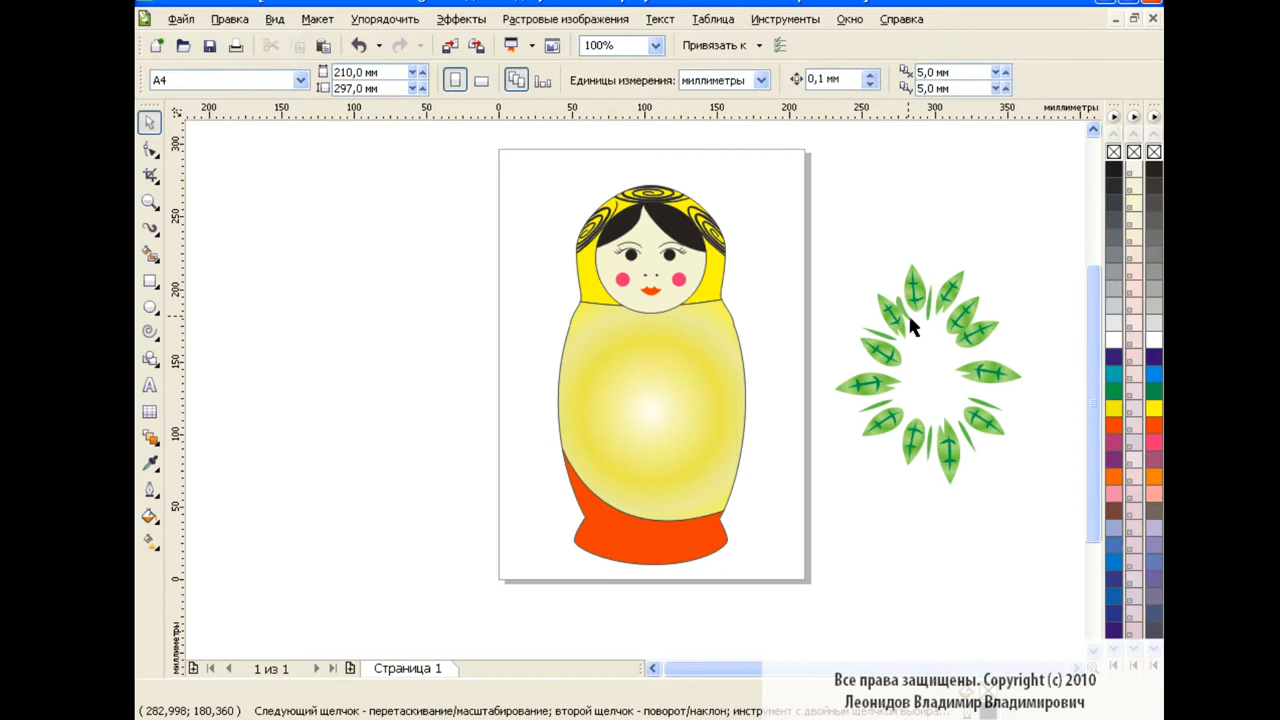 Файл Правка Вид Макет Упорядочить Эффекты Растровые изображения Текст Таблица Инструменты Окно Справка
100% Привязать к
A4 210,0 мм Единицы измерения: миллиметры 0,1 мм 5,0 мм
297,0 мм 5,0 мм
200 150 100 50 0 50 100 150 200 250 300 350 миллиметры
300
250
200
150
100
50
0
миллиметры
1 из 1 Страница 1
Все права защищены. Copyright (c) 2010
Леонидов Владимир Владимирович
( 282,998; 180,360 ) Следующий щелчок - перетаскивание/масштабирование; второй щелчок - поворот/наклон; инструмент с двойным щелчком